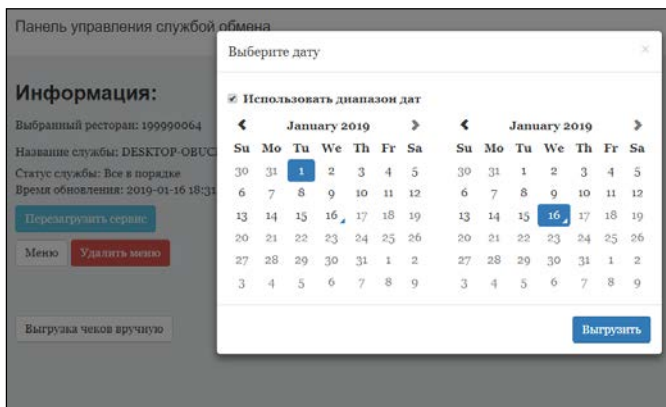 Панель управления службой обмена
Выберите дату
×
Информация:
Выбранный ресторан: 199990064
Название службы: DESKTOP-OBUC
Статус службы: Все в порядке
Время обновления: 2019-01-16 18:31
Перезагрузить сервис
Меню Удалить меню
Выгрузка чеков вручную
Использовать диапазон дат
January 2019
Su Mo Tu We Th Fr Sa
30 31 1 2 3 4 5
6 7 8 9 10 11 12
13 14 15 16 17 18 19
20 21 22 23 24 25 26
27 28 29 30 31 1 2
3 4 5 6 7 8 9
January 2019
Su Mo Tu We Th Fr Sa
30 31 1 2 3 4 5
6 7 8 9 10 11 12
13 14 15 16 17 18 19
20 21 22 23 24 25 26
27 28 29 30 31 1 2
3 4 5 6 7 8 9
Выгрузить